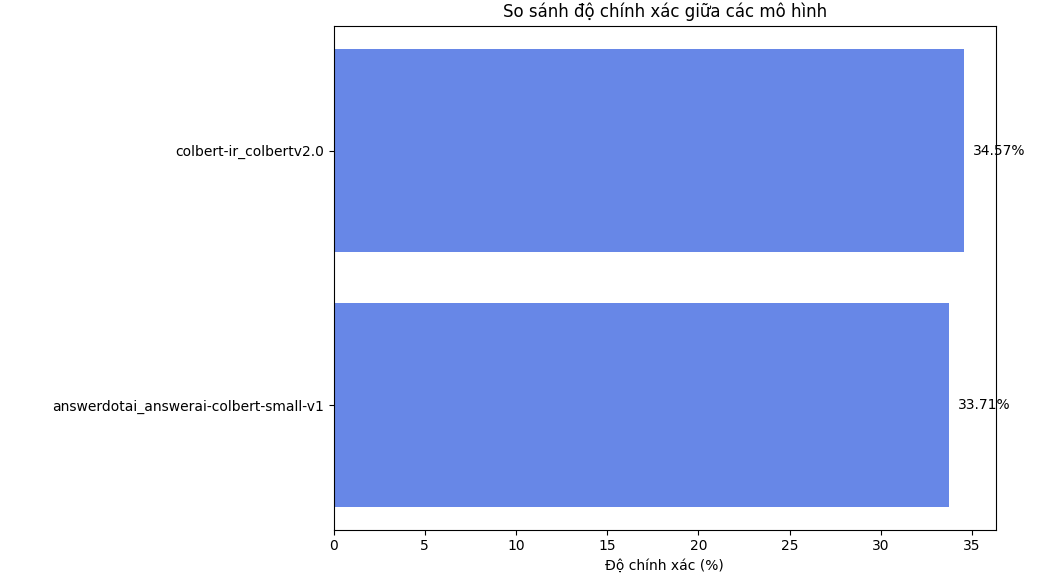 So sánh độ chính xác giữa các mô hình
colbert-ir_colbertv2.0
34.57%
answerdotai_answerai-colbert-small-v1
33.71%
0 5 10 15 20 25 30 35
Độ chính xác (%)